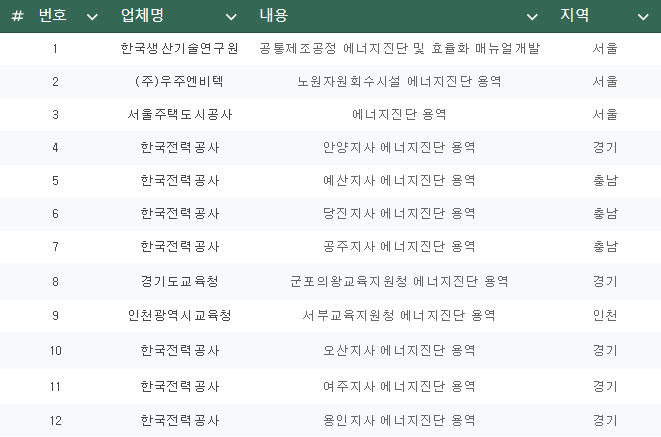 # 번호 업체명 내용 지역
1 한국생산기술연구원 공통제조공정 에너지진단 및 효율화 매뉴얼개발 서울
2 (주)우주엔비텍 노원자원회수시설 에너지진단 용역 서울
3 서울주택도시공사 에너지진단 용역 서울
4 한국전력공사 안양지사 에너지진단 용역 경기
5 한국전력공사 예산지사 에너지진단 용역 충남
6 한국전력공사 당진지사 에너지진단 용역 충남
7 한국전력공사 공주지사 에너지진단 용역 충남
8 경기도교육청 군포의왕교육지원청 에너지진단 용역 경기
9 인천광역시교육청 서부교육지원청 에너지진단 용역 인천
10 한국전력공사 오산지사 에너지진단 용역 경기
11 한국전력공사 여주지사 에너지진단 용역 경기
12 한국전력공사 용인지사 에너지진단 용역 경기